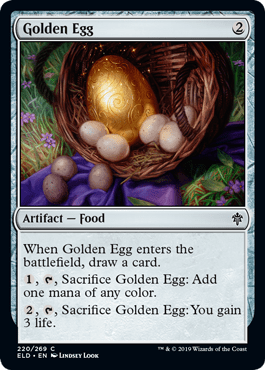 Golden Egg 2
Artifact — Food
When Golden Egg enters the
battlefield, draw a card.
1, T, Sacrifice Golden Egg: Add
one mana of any color.
2, T, Sacrifice Golden Egg: You gain
3 life.
220/269 C
ELD • EN LINDSEY LOOK
™ & © 2019 Wizards of the Coast